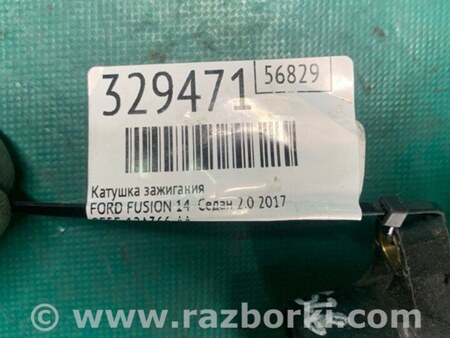 329471 56829
Катушка зажигания
FORD FUSION 14 Седан 2.0 2017
www.razborki.com